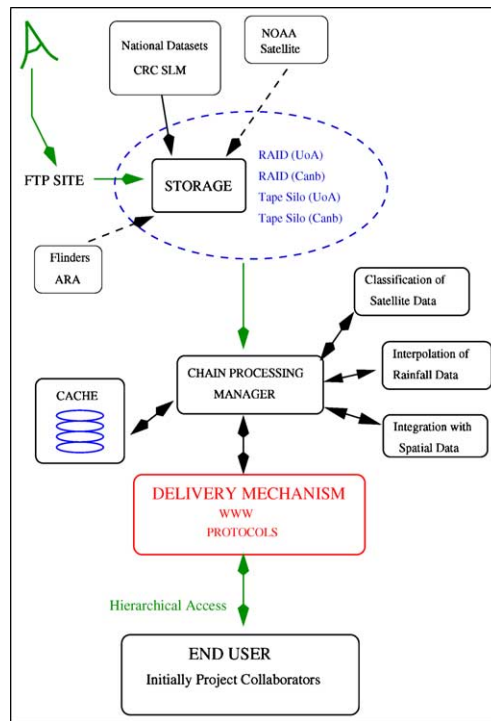 National Datasets
CRC SLM
NOAA
Satellite
FTP SITE
STORAGE
RAID (UoA)
RAID (Canb)
Tape Silo (UoA)
Tape Silo (Canb)
Flinders
ARA
Classification of
Satellite Data
CHAIN PROCESSING
MANAGER
Interpolation of
Rainfall Data
CACHE
Integration with
Spatial Data
DELIVERY MECHANISM
WWW
PROTOCOLS
Hierarchical Access
END USER
Initially Project Collaborators